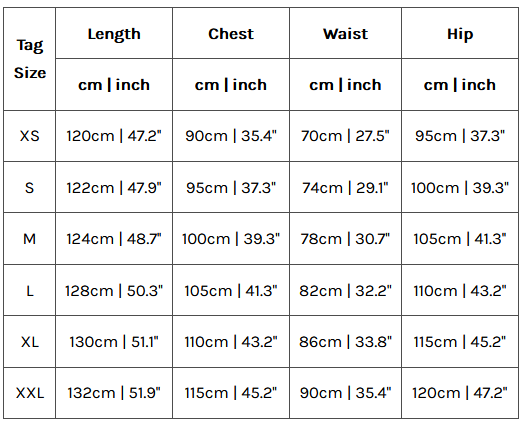 Tag Size | Length | Chest | Waist | Hip
cm | inch | cm | inch | cm | inch | cm | inch
XS | 120cm | 47.2" | 90cm | 35.4" | 70cm | 27.5" | 95cm | 37.3"
S | 122cm | 47.9" | 95cm | 37.3" | 74cm | 29.1" | 100cm | 39.3"
M | 124cm | 48.7" | 100cm | 39.3" | 78cm | 30.7" | 105cm | 41.3"
L | 128cm | 50.3" | 105cm | 41.3" | 82cm | 32.2" | 110cm | 43.2"
XL | 130cm | 51.1" | 110cm | 43.2" | 86cm | 33.8" | 115cm | 45.2"
XXL | 132cm | 51.9" | 115cm | 45.2" | 90cm | 35.4" | 120cm | 47.2"